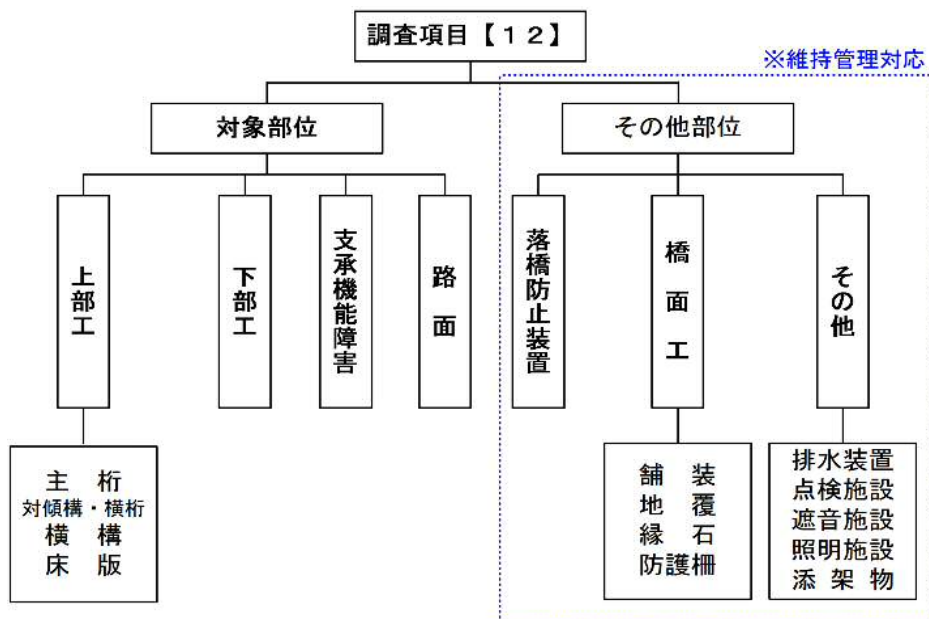 調査項目【１２】
※維持管理対応
対象部位
その他部位
上部工
下部工
支承機能障害
路面
落橋防止装置
橋面工
その他
主桁
対傾構・横桁
横構
床版
舗装
地覆
縁石
防護柵
排水装置
点検施設
遮音施設
照明施設
添架物